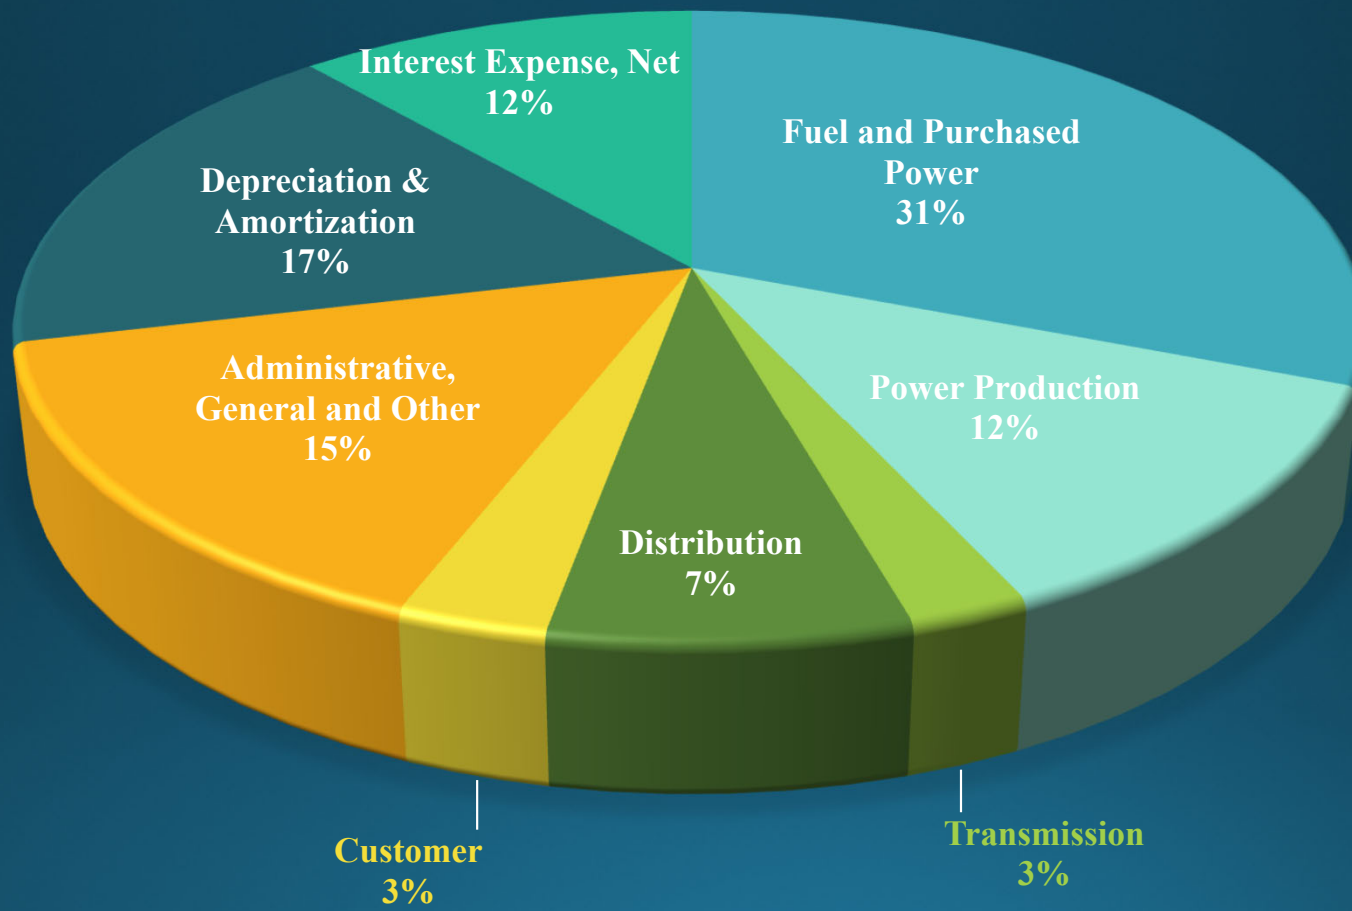 Interest Expense, Net
12%
Fuel and Purchased
Power
31%
Depreciation &
Amortization
17%
Administrative,
General and Other
15%
Power Production
12%
Distribution
7%
Customer
3%
Transmission
3%